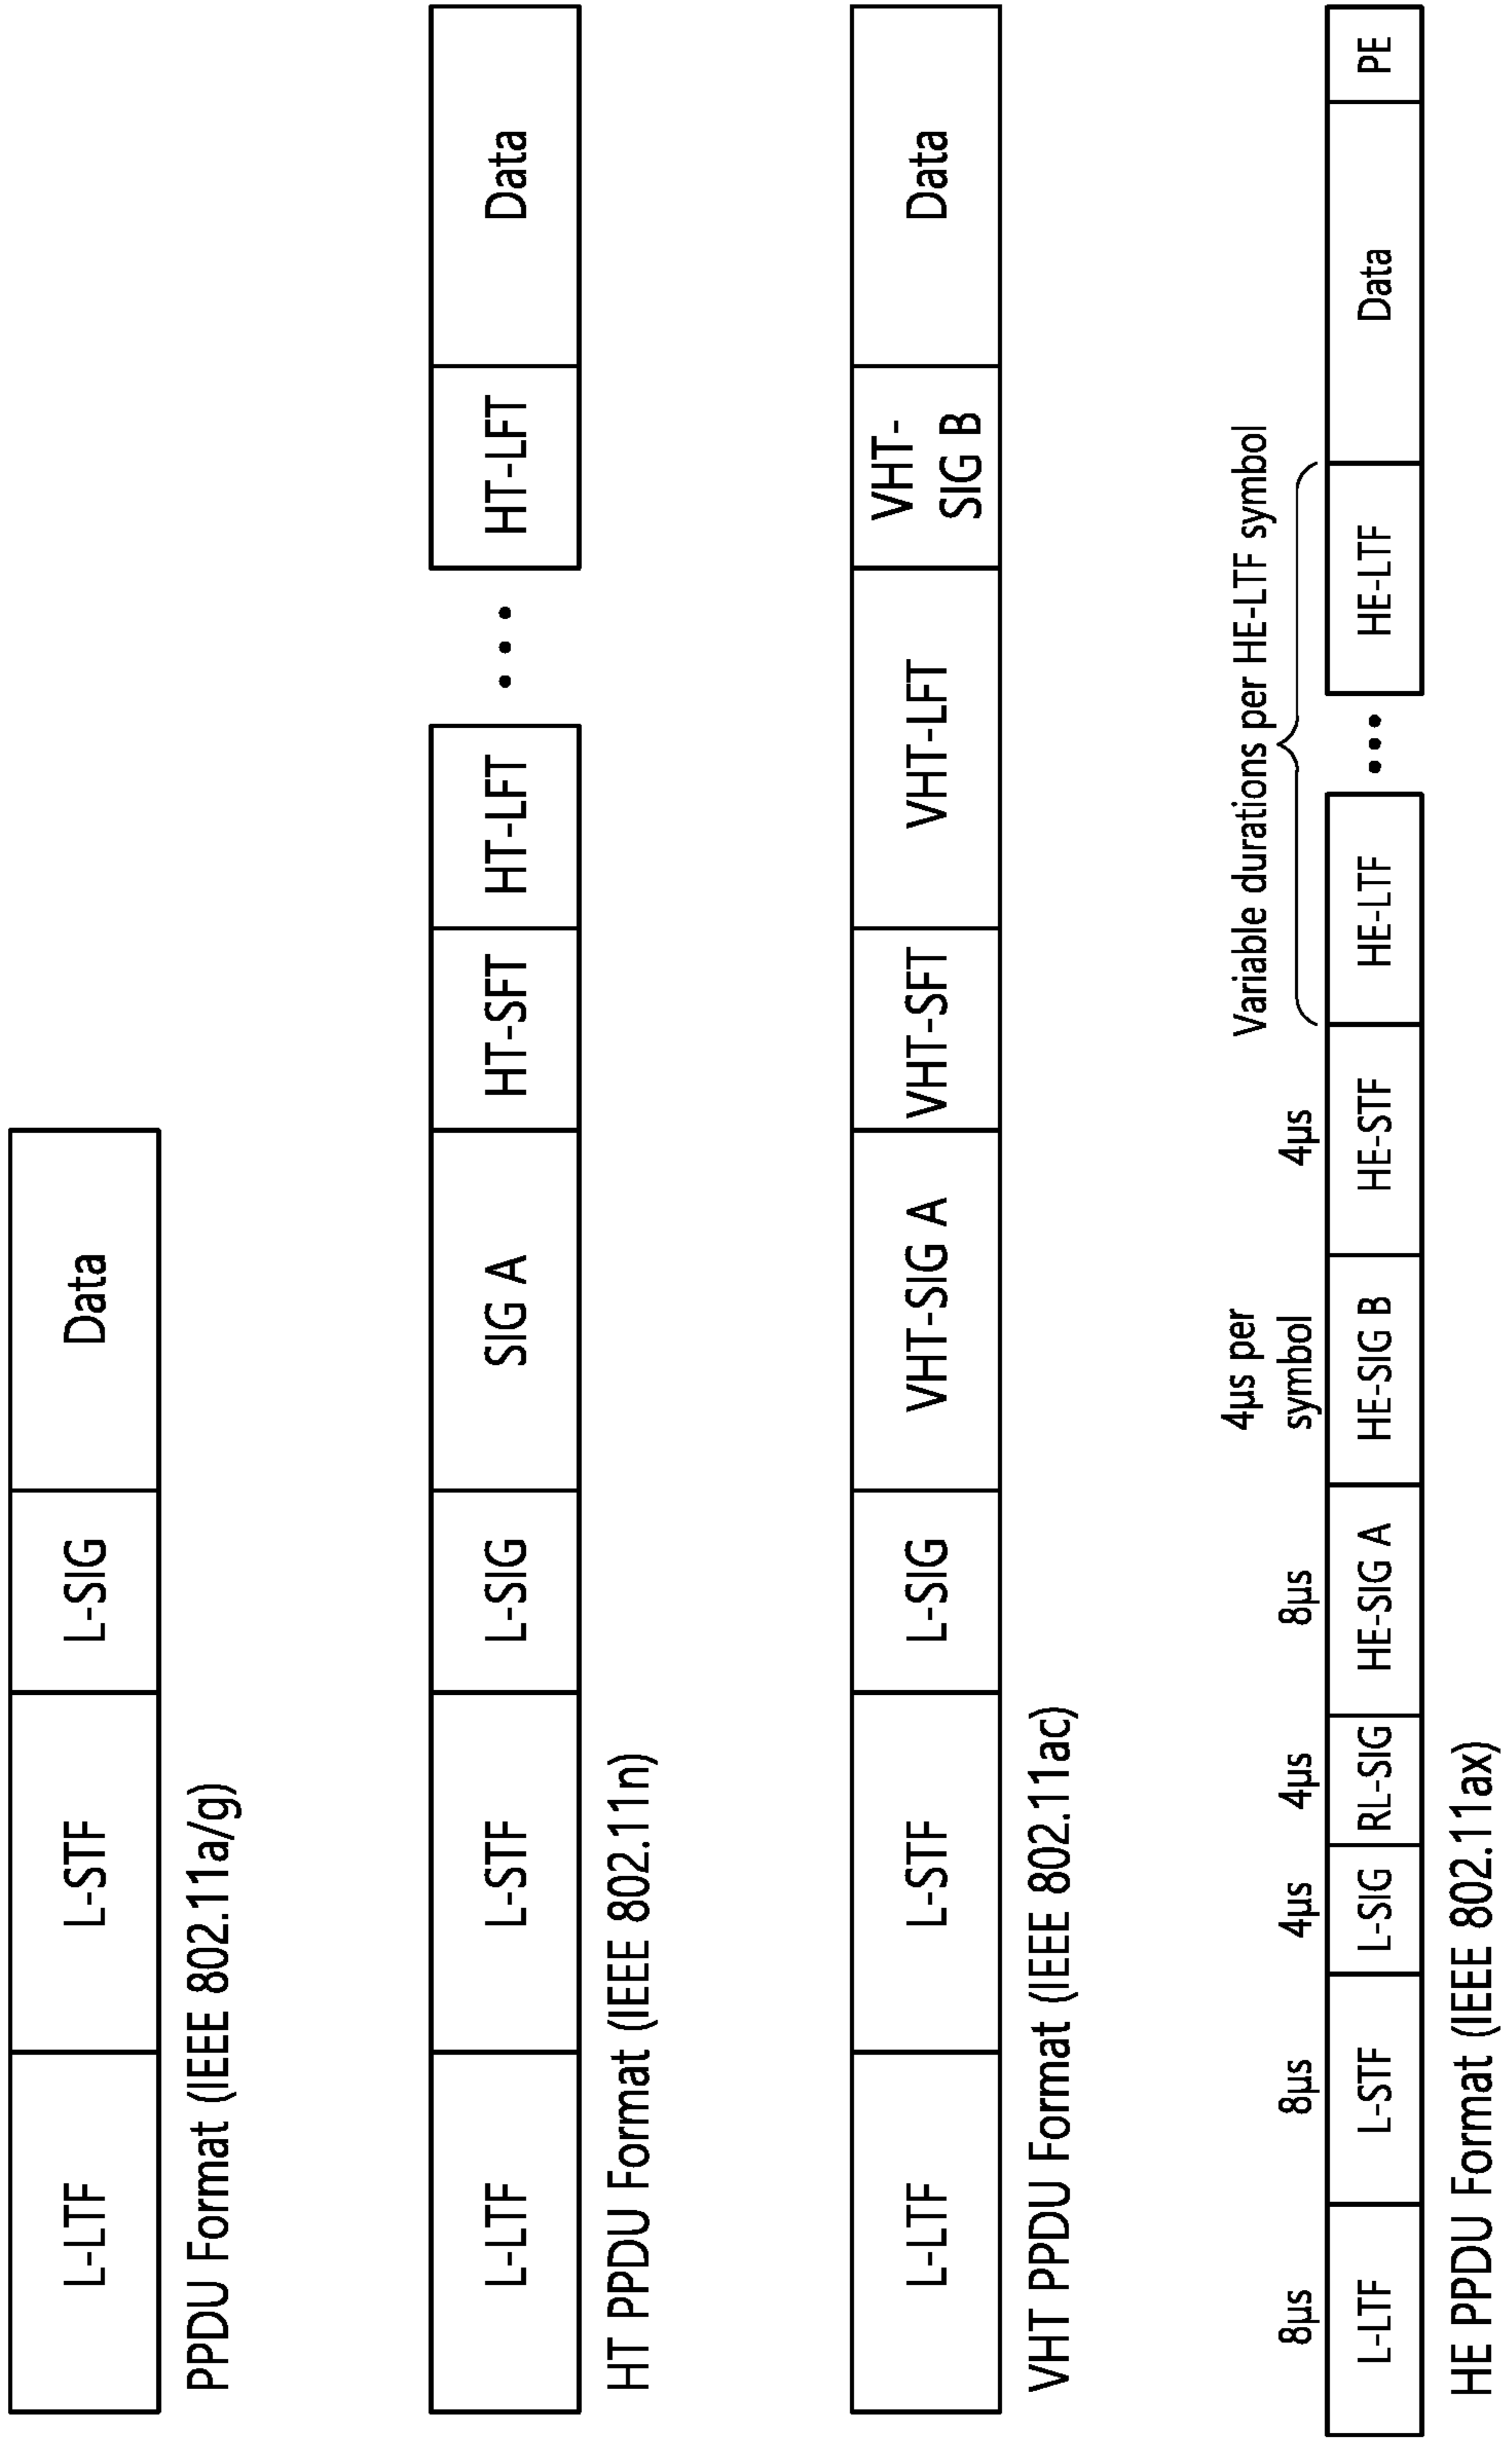 L-LTF L-STF L-SIG Data
PPDU Format (IEEE 802.11a/g)
L-LTF L-STF L-SIG SIG A HT-SFT HT-LFT ••• HT-LFT Data
HT PPDU Format (IEEE 802.11n)
L-LTF L-STF L-SIG VHT-SIG A VHT-SFT VHT-LFT VHT-
SIG B Data
VHT PPDU Format (IEEE 802.11ac)
8μs 8μs 4μs 4μs 8μs 4μs per
symbol 4μs Variable durations per HE-LTF symbol
L-LTF L-STF L-SIG RL-SIG HE-SIG A HE-SIG B HE-STF HE-LTF ••• HE-LTF Data PE
HE PPDU Format (IEEE 802.11ax)